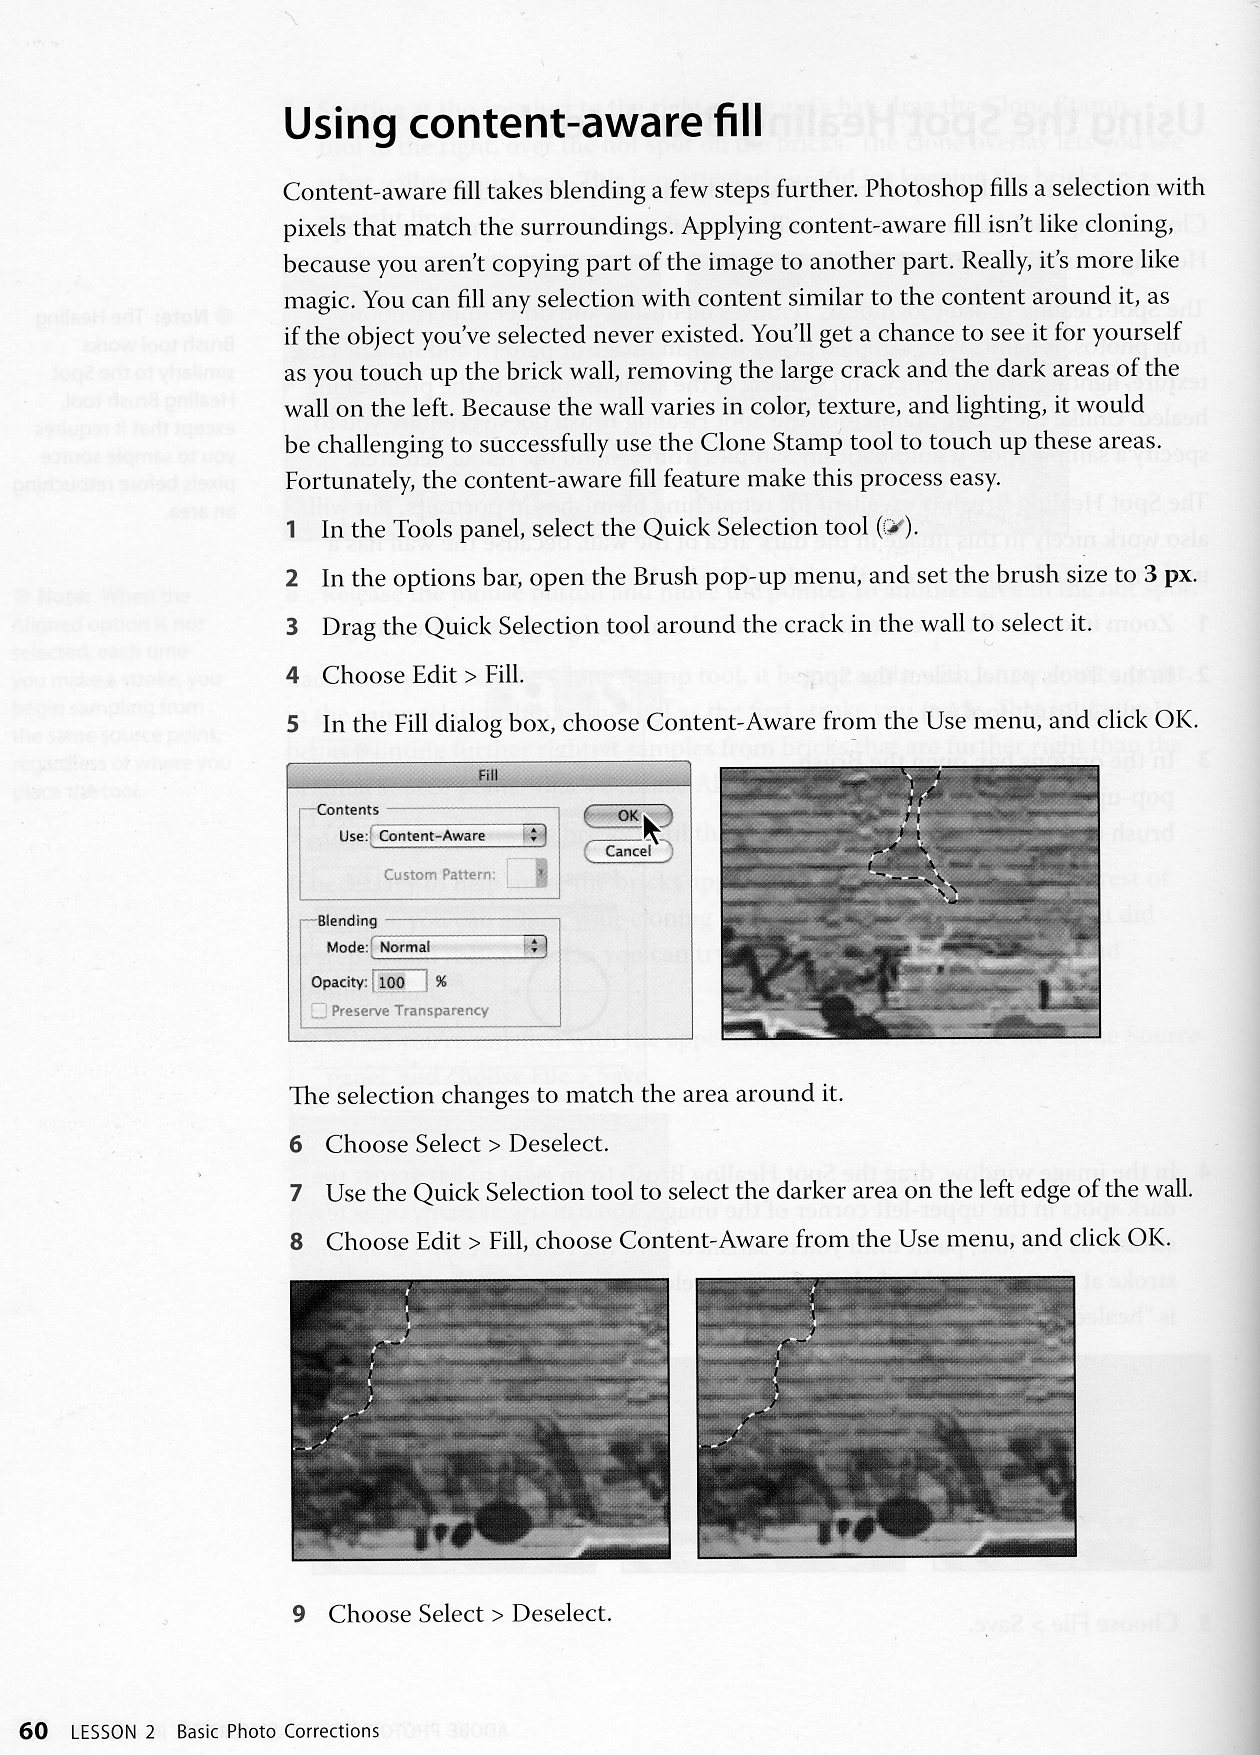 Using content-aware fill
Content-aware fill takes blending a few steps further. Photoshop fills a selection with
pixels that match the surroundings. Applying content-aware fill isn't like cloning,
because you aren't copying part of the image to another part. Really, it's more like
magic. You can fill any selection with content similar to the content around it, as
if the object you've selected never existed. You'll get a chance to see it for yourself
as you touch up the brick wall, removing the large crack and the dark areas of the
wall on the left. Because the wall varies in color, texture, and lighting, it would
be challenging to successfully use the Clone Stamp tool to touch up these areas.
Fortunately, the content-aware fill feature make this process easy.
1 In the Tools panel, select the Quick Selection tool ( ).
2 In the options bar, open the Brush pop-up menu, and set the brush size to 3 px.
3 Drag the Quick Selection tool around the crack in the wall to select it.
4 Choose Edit > Fill.
5 In the Fill dialog box, choose Content-Aware from the Use menu, and click OK.
Fill
Contents
Use: Content-Aware
Custom Pattern:
OK
Cancel
Blending
Mode: Normal
Opacity: 100 %
Preserve Transparency
The selection changes to match the area around it.
6 Choose Select > Deselect.
7 Use the Quick Selection tool to select the darker area on the left edge of the wall.
8 Choose Edit > Fill, choose Content-Aware from the Use menu, and click OK.
9 Choose Select > Deselect.
60 LESSON 2 Basic Photo Corrections